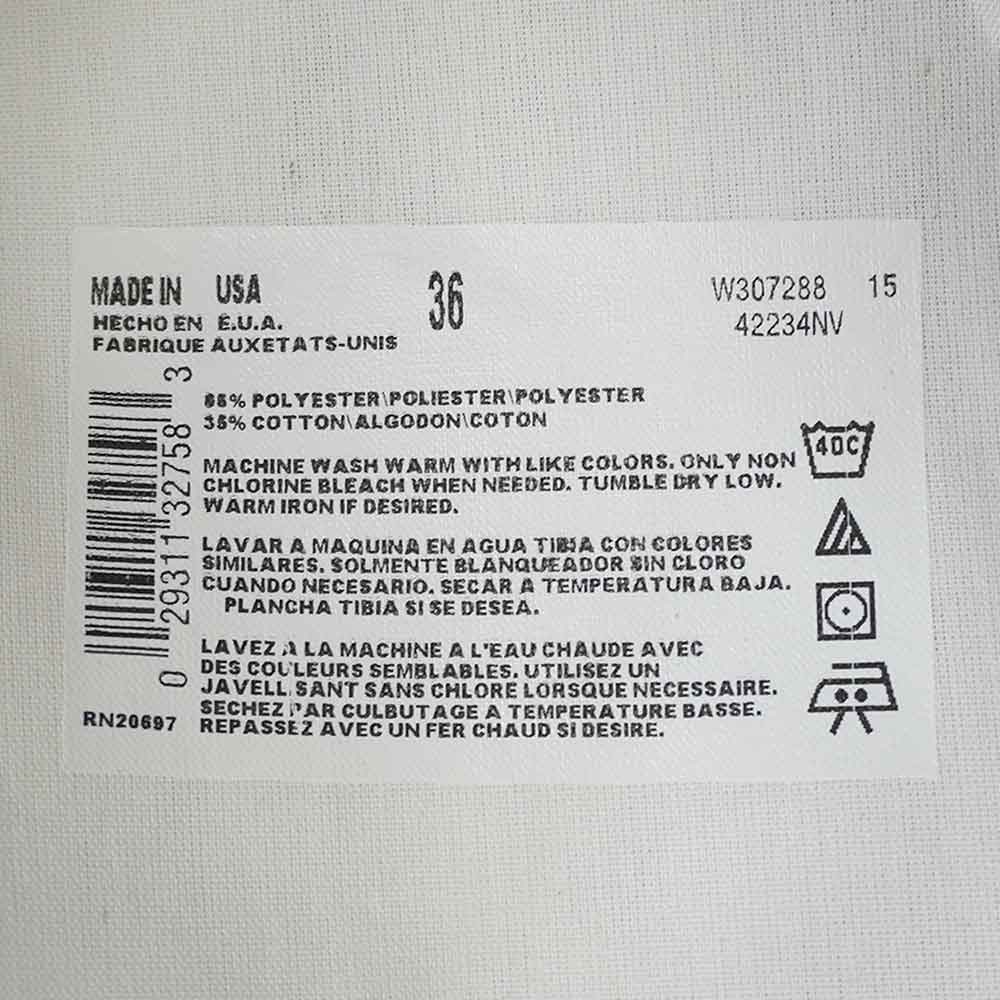 MADE IN USA 36 W307288 15
HECHO EN E.U.A. 42234NV
FABRIQUE AUXETATS-UNIS
0 29311 32758 3
65% POLYESTER\POLIESTER\POLYESTER
35% COTTON\ALGODON\COTON
MACHINE WASH WARM WITH LIKE COLORS. ONLY NON
CHLORINE BLEACH WHEN NEEDED. TUMBLE DRY LOW.
WARM IRON IF DESIRED.
40C
LAVAR A MAQUINA EN AGUA TIBIA CON COLORES
SIMILARES. SOLMENTE BLANQUEADOR SIN CLORO
CUANDO NECESARIO. SECAR A TEMPERATURA BAJA.
PLANCHA TIBIA SI SE DESEA.
LAVEZ A LA MACHINE A L'EAU CHAUDE AVEC
DES COULEURS SEMBLABLES. UTILISEZ UN
JAVELLISANT SANS CHLORE LORSQUE NECESSAIRE.
SECHEZ PAR CULBUTAGE A TEMPERATURE BASSE.
REPASSEZ AVEC UN FER CHAUD SI DESIRE.
RN20697